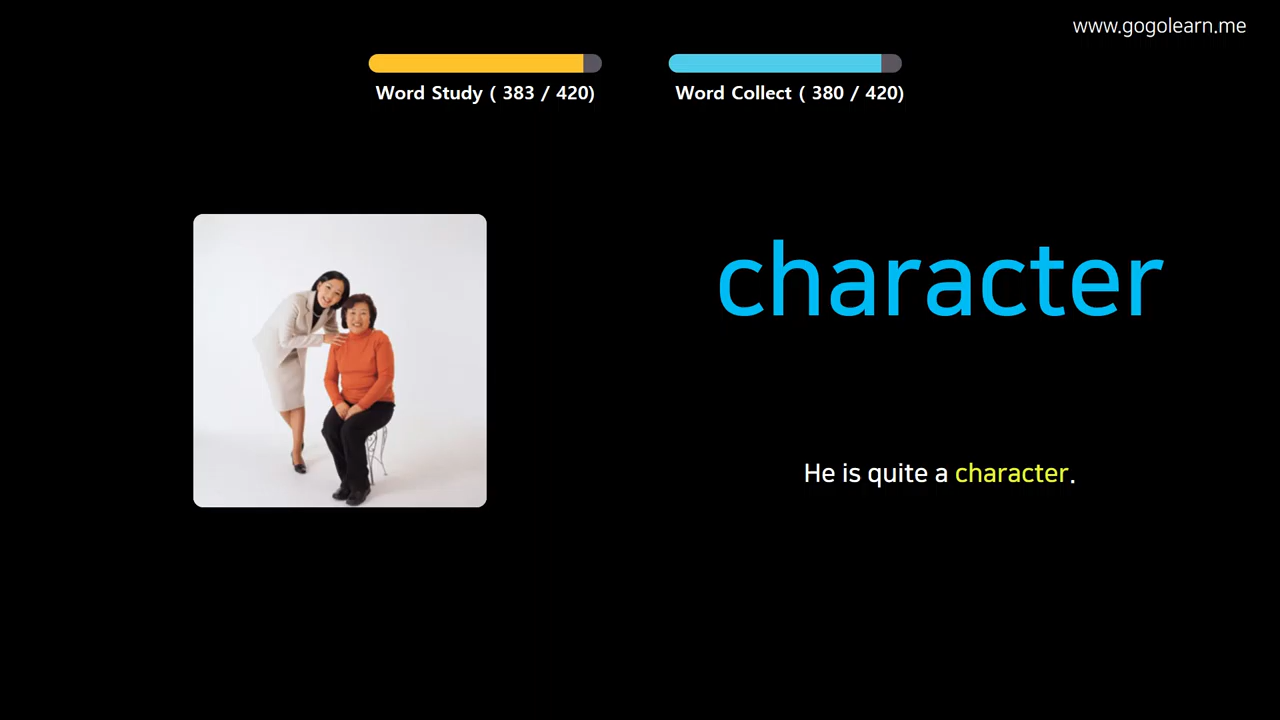 www.gogolearn.me
Word Study ( 383 / 420)
Word Collect ( 380 / 420)
character
He is quite a character.